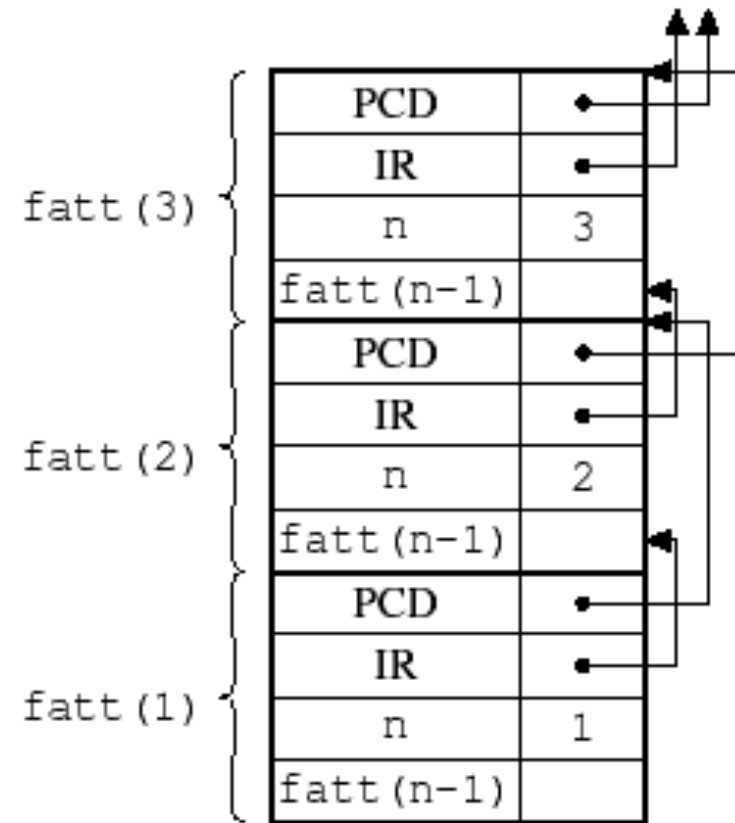 PCD
IR
fatt(3)
n 3
fatt(n-1)
PCD
IR
fatt(2)
n 2
fatt(n-1)
PCD
IR
fatt(1)
n 1
fatt(n-1)